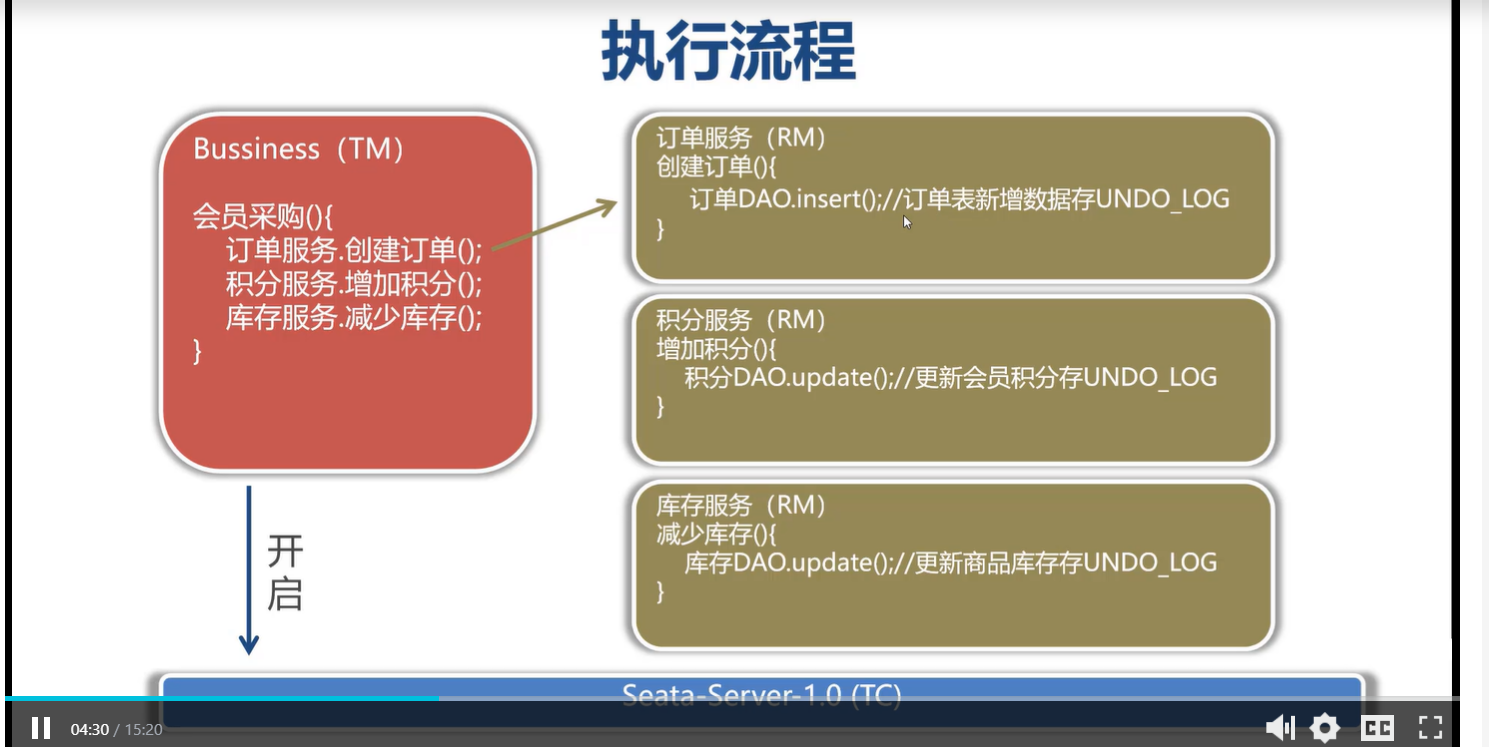 执行流程
Bussiness（TM）
会员采购(){
订单服务.创建订单();
积分服务.增加积分();
库存服务.减少库存();
}
订单服务（RM）
创建订单(){
订单DAO.insert();//订单表新增数据存UNDO_LOG
}
积分服务（RM）
增加积分(){
积分DAO.update();//更新会员积分存UNDO_LOG
}
库存服务（RM）
减少库存(){
库存DAO.update();//更新商品库存存UNDO_LOG
}
开
启
Seata-Server-1.0 (TC)
04:30 / 15:20
CC